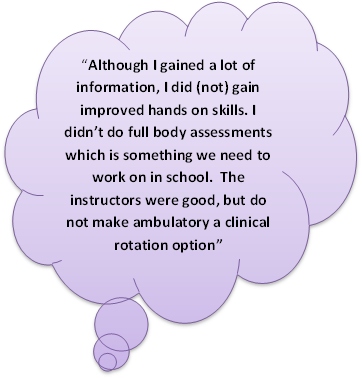 “Although I gained a lot of
information, I did (not) gain
improved hands on skills. I
didn’t do full body assessments
which is something we need to
work on in school.  The
instructors were good, but do
not make ambulatory a clinical
rotation option”